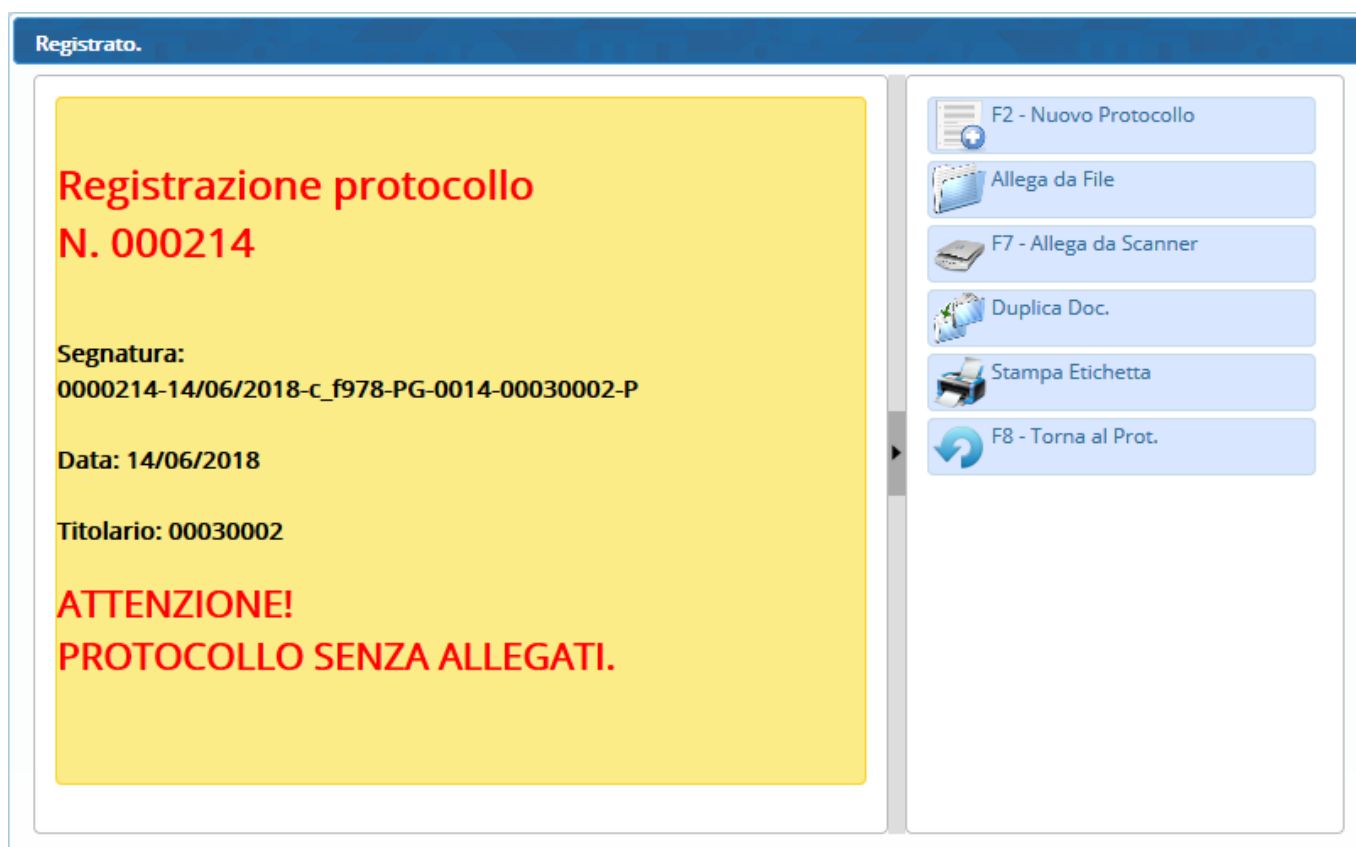 Registrato.
Registrazione protocollo
N. 000214
Segnatura:
0000214-14/06/2018-c_f978-PG-0014-00030002-P
Data: 14/06/2018
Titolario: 00030002
ATTENZIONE!
PROTOCOLLO SENZA ALLEGATI.
F2 - Nuovo Protocollo
Allega da File
F7 - Allega da Scanner
Duplica Doc.
Stampa Etichetta
F8 - Torna al Prot.